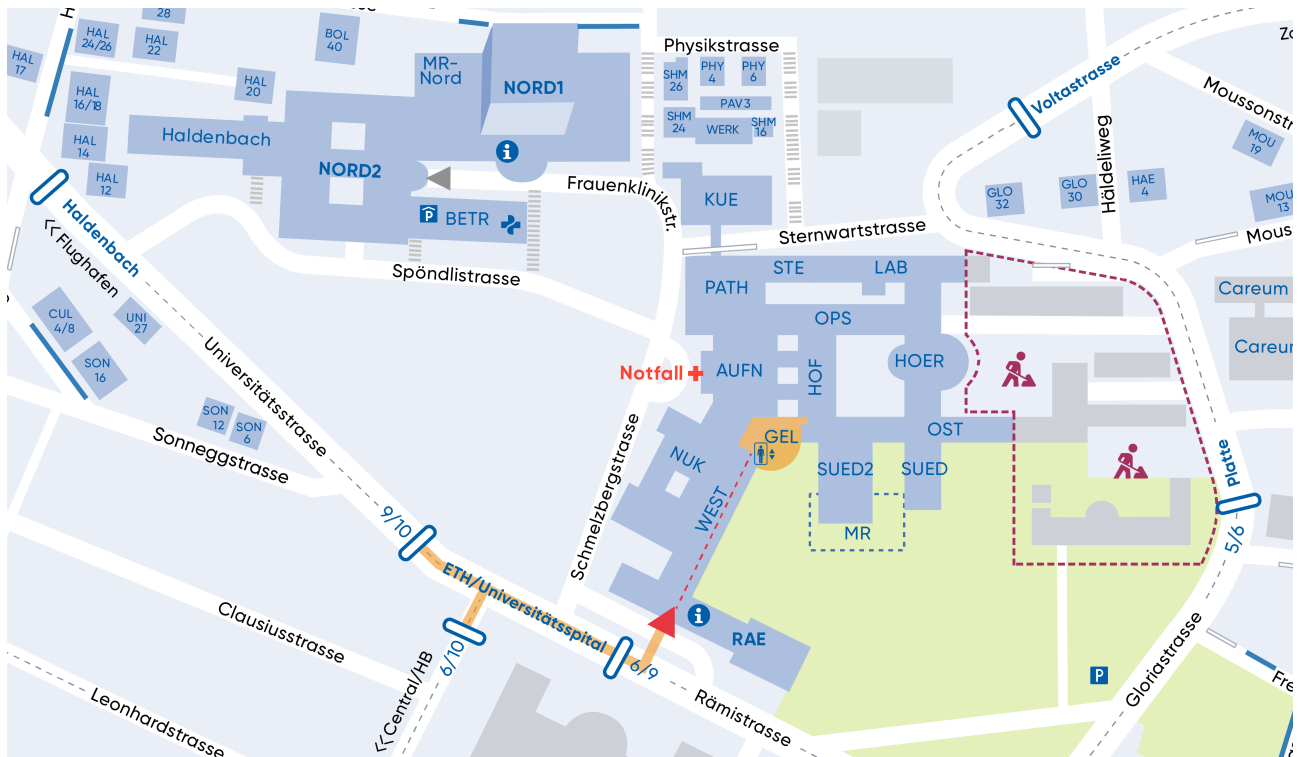 28
HAL
24/26
HAL
22
BOL
40
HAL
17
HAL
20
HAL
16/18
HAL
14
HAL
12
Haldenbach
MR-
Nord
NORD1
NORD2
i
P
BETR
Physikstrasse
SHM
26
PHY
4
PHY
6
PAV3
SHM
24
WERK
SHM
16
KUE
Frauenklinikstr.
Sternwartstrasse
Voltastrasse
Häldeliweg
Moussonstr
MOU
19
MOU
13
Mous
GLO
32
GLO
30
HAE
4
Careum
Careur
Haldenbach
<<Flughafen
CUL
4/8
UNI
27
SON
16
SON
12
SON
6
Spöndlistrasse
Universitätsstrasse
Sonneggstrasse
STE
LAB
PATH
OPS
AUFN
HOF
HOER
Notfall
GEL
OST
NUK
WEST
SUED2
SUED
MR
Schmelzbergstrasse
Platte
5/6
9/10
ETH/Universitätsspital
6/10
6/9
i
RAE
P
Clausiusstrasse
<<Central/HB
Leonhardstrasse
Rämistrasse
Gloriastrasse
Fre